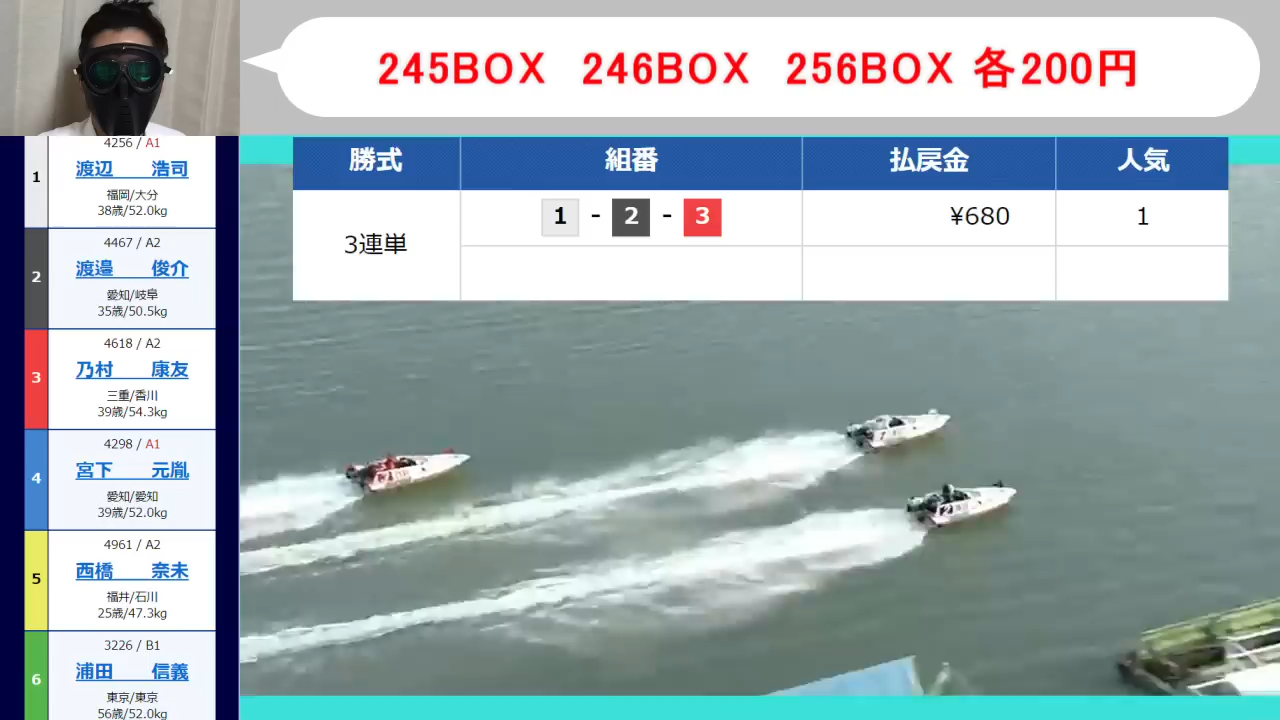 245BOX 246BOX 256BOX 各200円
勝式 組番 払戻金 人気
3連単 1 - 2 - 3 ¥680 1
4256 / A1
1 渡辺 浩司
福岡/大分
38歳/52.0kg
4467 / A2
2 渡邉 俊介
愛知/岐阜
35歳/50.5kg
4618 / A2
3 乃村 康友
三重/香川
39歳/54.3kg
4298 / A1
4 宮下 元胤
愛知/愛知
39歳/52.0kg
4961 / A2
5 西橋 奈未
福井/石川
25歳/47.3kg
3226 / B1
6 浦田 信義
東京/東京
56歳/52.0kg